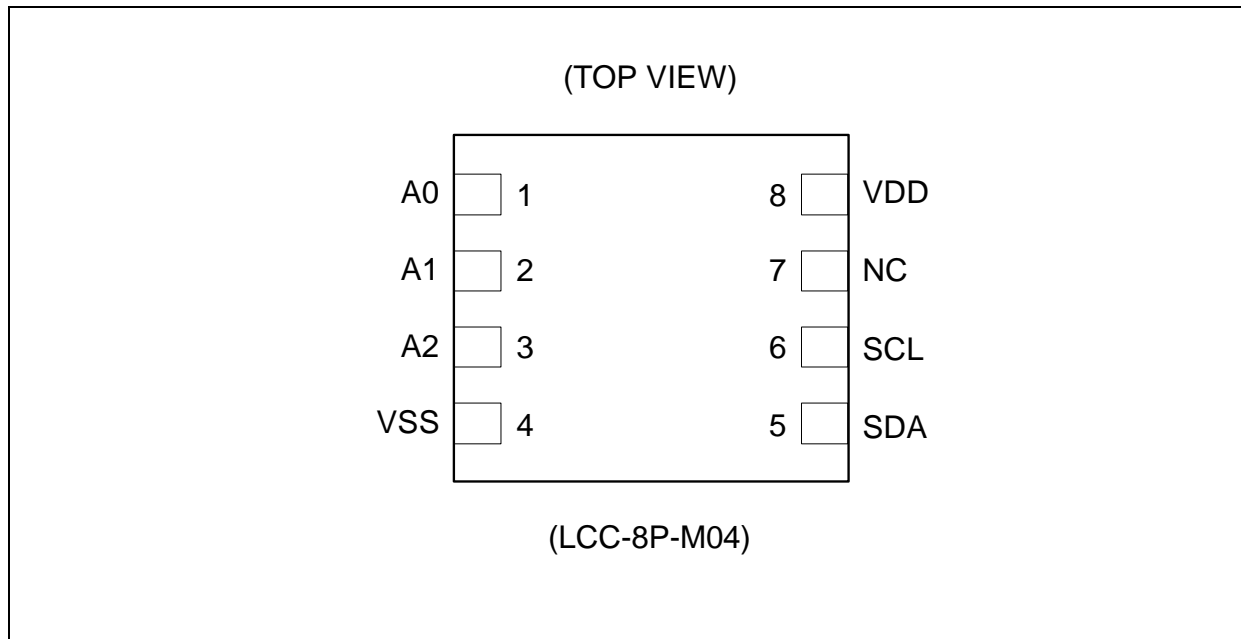 (TOP VIEW)
A0 1 8 VDD
A1 2 7 NC
A2 3 6 SCL
VSS 4 5 SDA
(LCC-8P-M04)